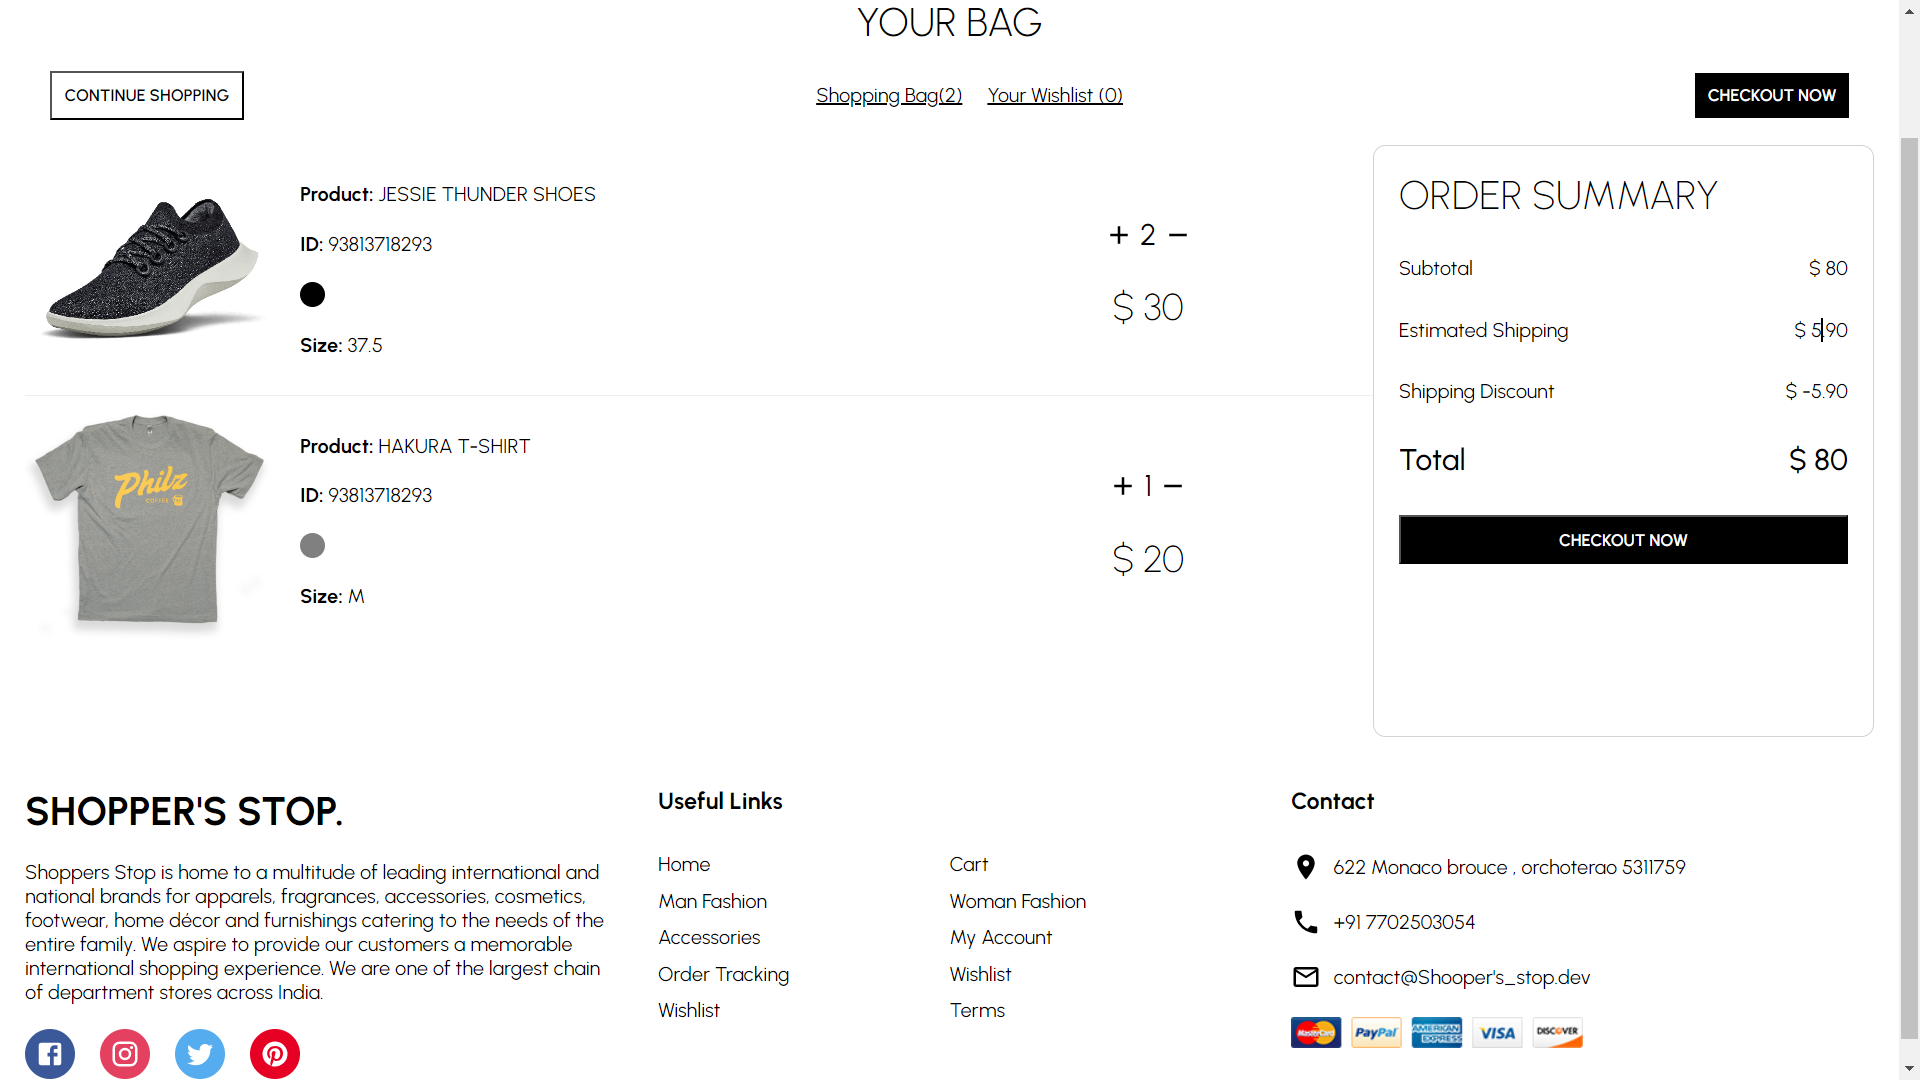 YOUR BAG
CONTINUE SHOPPING
Shopping Bag(2)
Your Wishlist (0)
CHECKOUT NOW
Product: JESSIE THUNDER SHOES
ID: 93813718293
Size: 37.5
+ 2 −
$ 30
Philz
COFFEE
Product: HAKURA T-SHIRT
ID: 93813718293
Size: M
+ 1 −
$ 20
ORDER SUMMARY
Subtotal $ 80
Estimated Shipping $ 5.90
Shipping Discount $ -5.90
Total $ 80
CHECKOUT NOW
SHOPPER'S STOP.
Shoppers Stop is home to a multitude of leading international and
national brands for apparels, fragrances, accessories, cosmetics,
footwear, home décor and furnishings catering to the needs of the
entire family. We aspire to provide our customers a memorable
international shopping experience. We are one of the largest chain
of department stores across India.
Useful Links
Home
Cart
Man Fashion
Woman Fashion
Accessories
My Account
Order Tracking
Wishlist
Wishlist
Terms
Contact
622 Monaco brouce , orchoterao 5311759
+91 7702503054
contact@Shooper's_stop.dev
MasterCard
PayPal
AMERICAN EXPRESS
VISA
DISCOVER